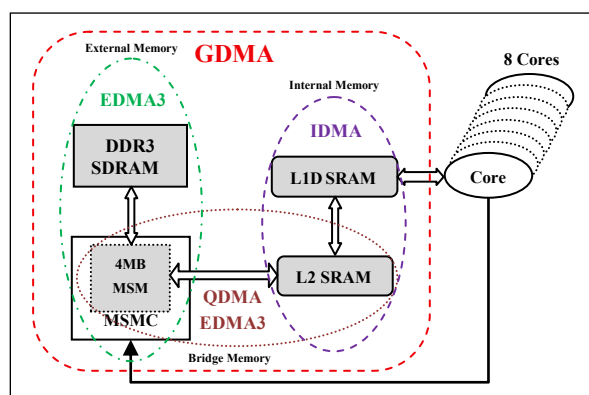 External Memory
GDMA
8 Cores
EDMA3
Internal Memory
IDMA
DDR3
SDRAM
L1D SRAM
Core
4MB
MSM
L2 SRAM
MSMC
QDMA
EDMA3
Bridge Memory